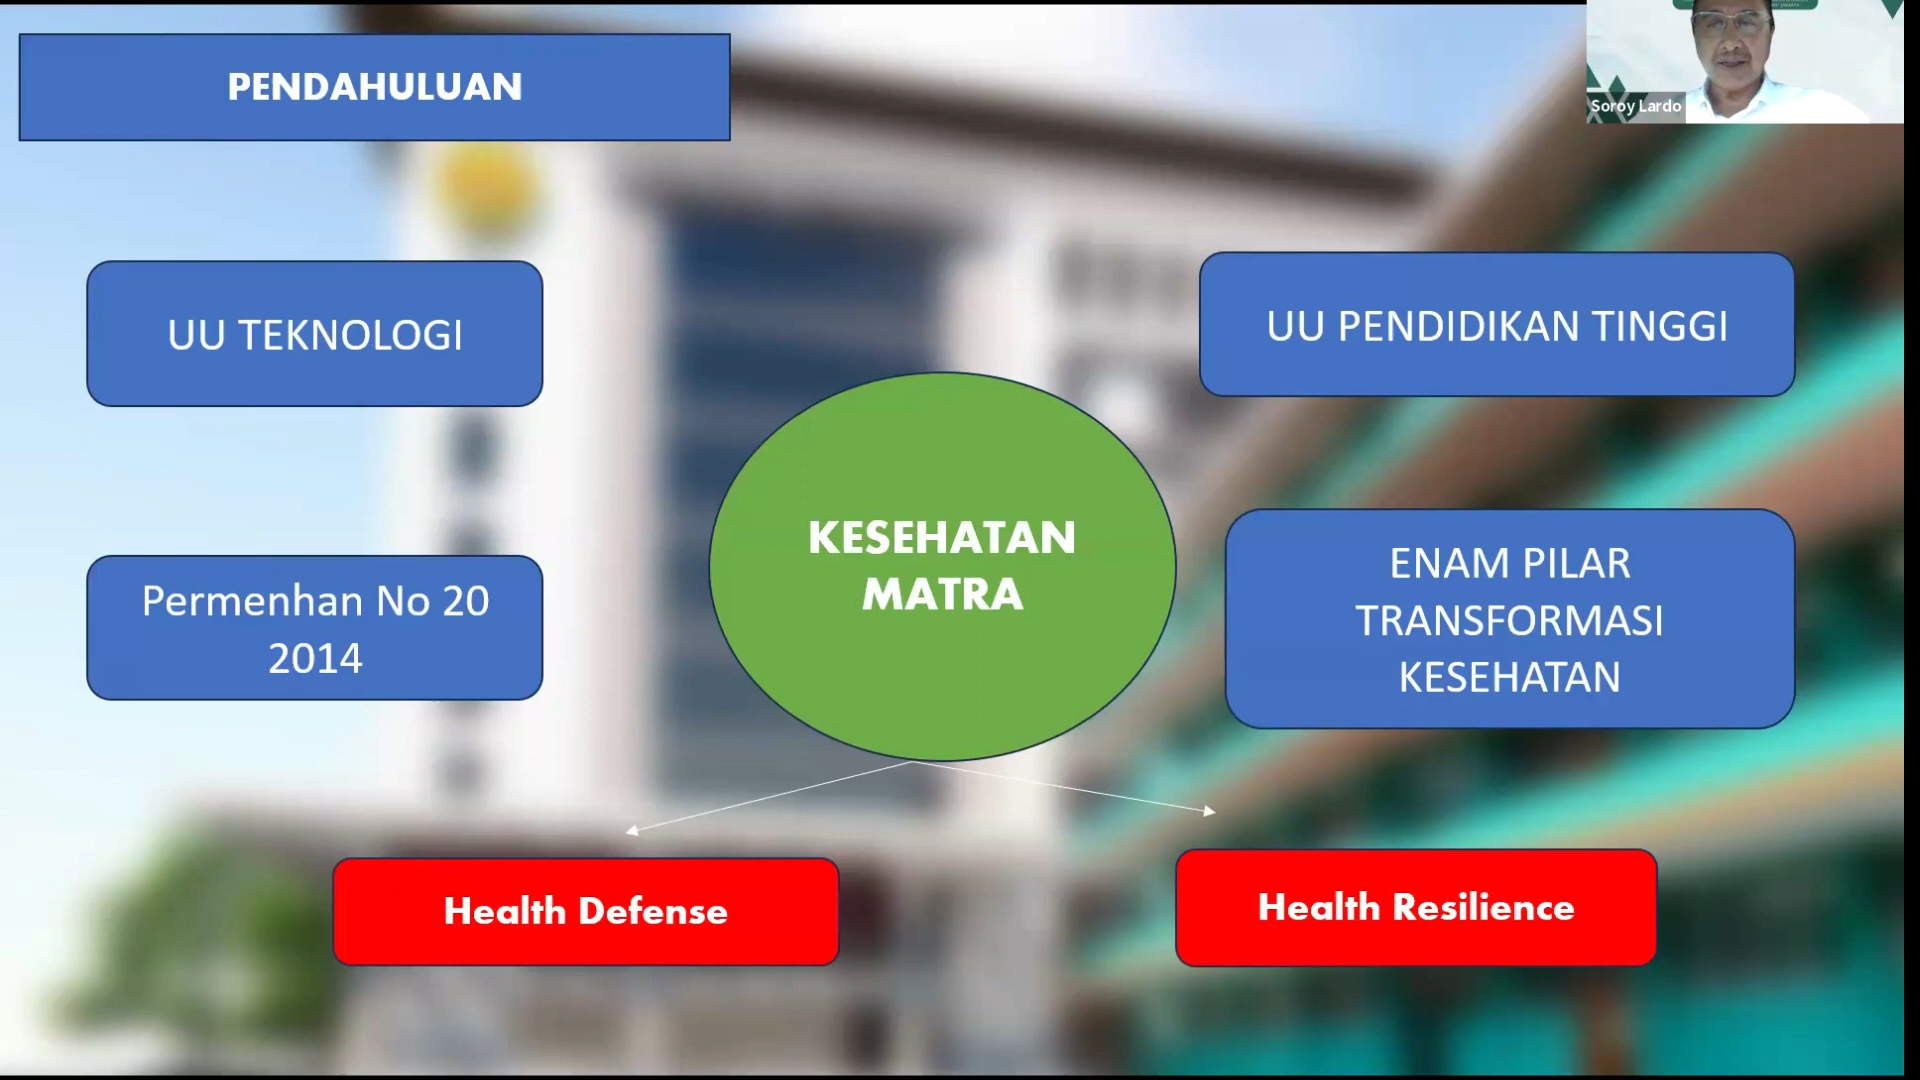 PENDAHULUAN
Soroy Lardo
UU TEKNOLOGI
UU PENDIDIKAN TINGGI
KESEHATAN
MATRA
Permenhan No 20
2014
ENAM PILAR
TRANSFORMASI
KESEHATAN
Health Defense
Health Resilience